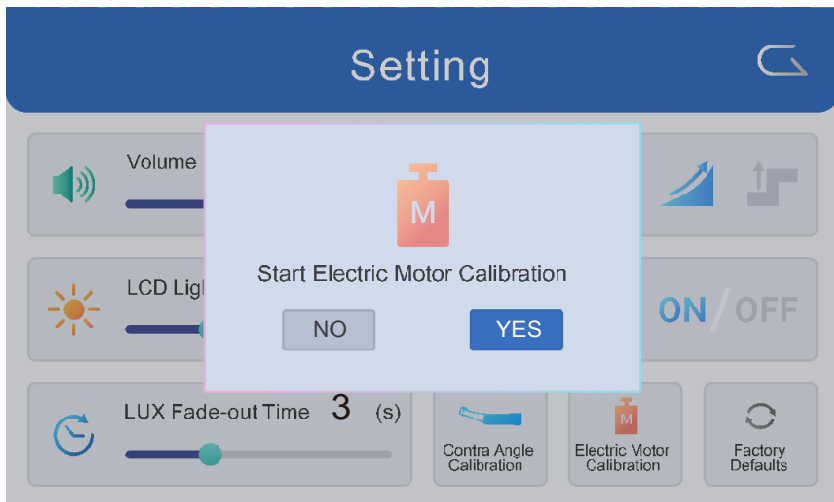 Setting
Volume
M
Start Electric Motor Calibration
LCD Ligh
NO
YES
ON/OFF
LUX Fade-out Time 3 (s)
Contra Angle
Calibration
M
Electric Motor
Calibration
Factory
Defaults